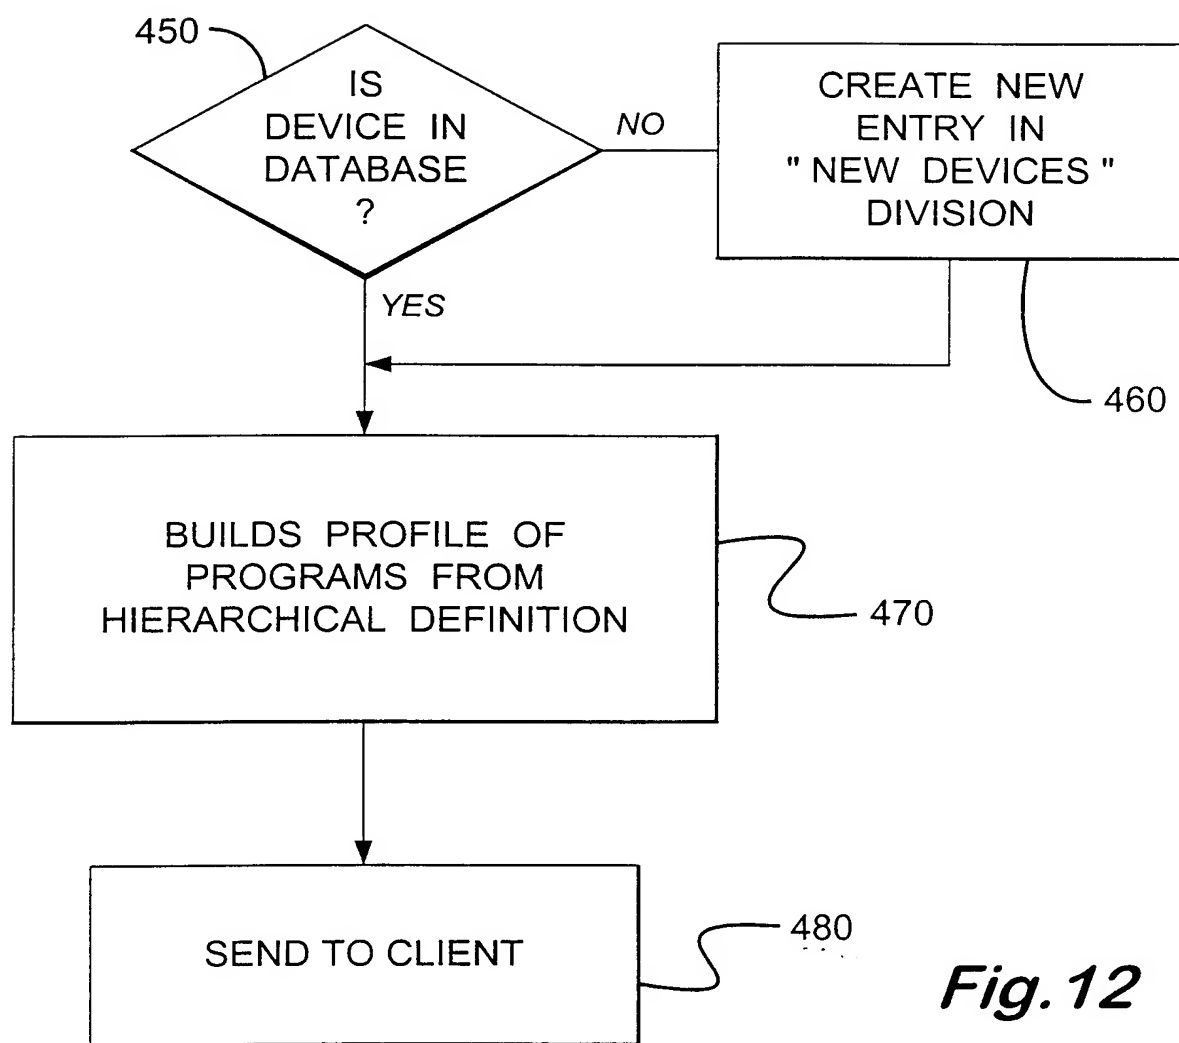 450
IS
DEVICE IN
DATABASE
?
NO
CREATE NEW
ENTRY IN
" NEW DEVICES "
DIVISION
YES
460
BUILDS PROFILE OF
PROGRAMS FROM
HIERARCHICAL DEFINITION
470
SEND TO CLIENT
480
Fig. 12